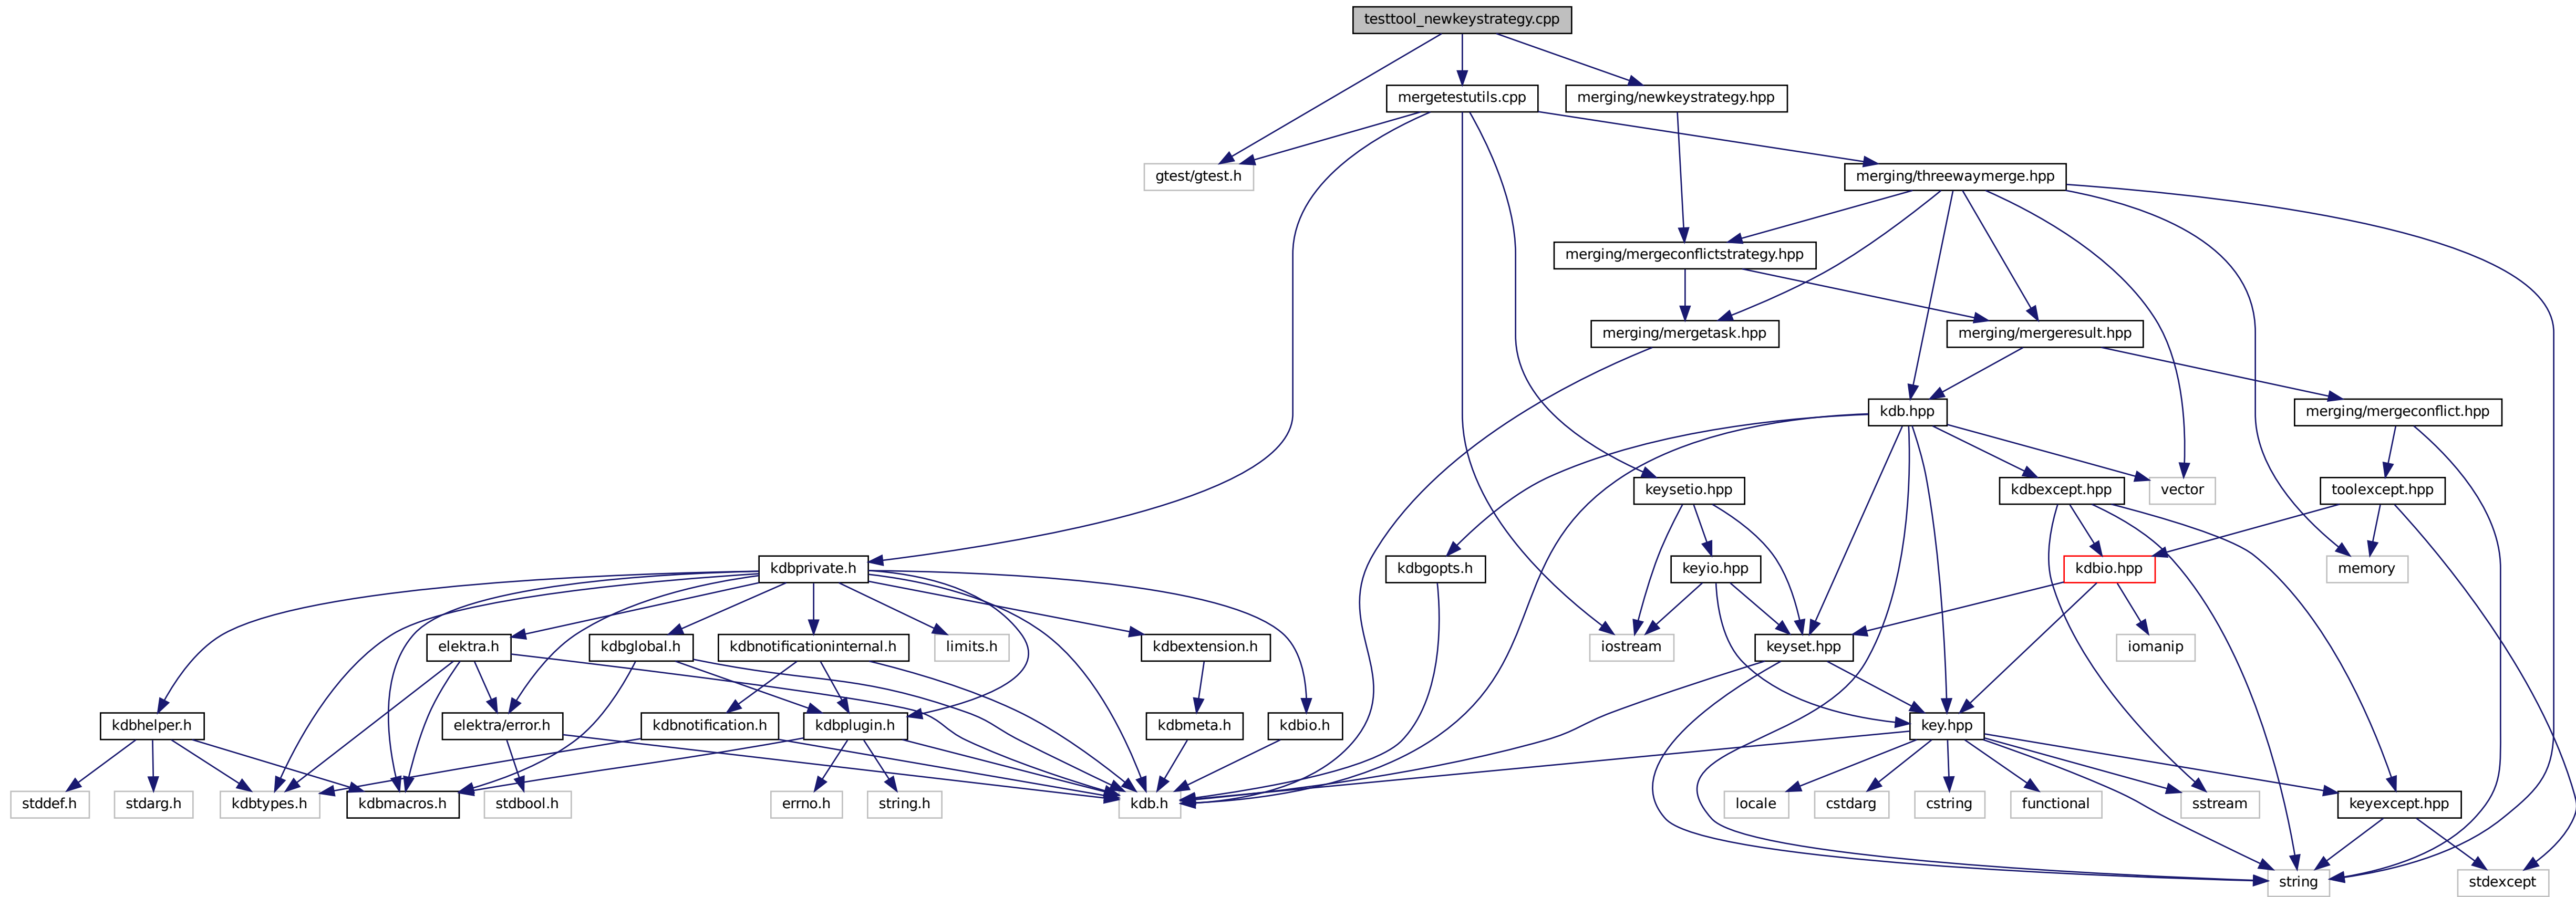 testtool_newkeystrategy.cpp
mergetestutils.cpp
merging/newkeystrategy.hpp
gtest/gtest.h
merging/threewaymerge.hpp
merging/mergeconflictstrategy.hpp
merging/mergetask.hpp
merging/mergeresult.hpp
kdb.hpp
merging/mergeconflict.hpp
keysetio.hpp
kdbexcept.hpp
vector
toolexcept.hpp
kdbprivate.h
kdbgopts.h
keyio.hpp
kdbio.hpp
memory
elektra.h
kdbglobal.h
kdbnotificationinternal.h
limits.h
kdbextension.h
iostream
keyset.hpp
iomanip
kdbhelper.h
elektra/error.h
kdbnotification.h
kdbplugin.h
kdbmeta.h
kdbio.h
key.hpp
stddef.h
stdarg.h
kdbtypes.h
kdbmacros.h
stdbool.h
errno.h
string.h
kdb.h
locale
cstdarg
cstring
functional
sstream
keyexcept.hpp
string
stdexcept